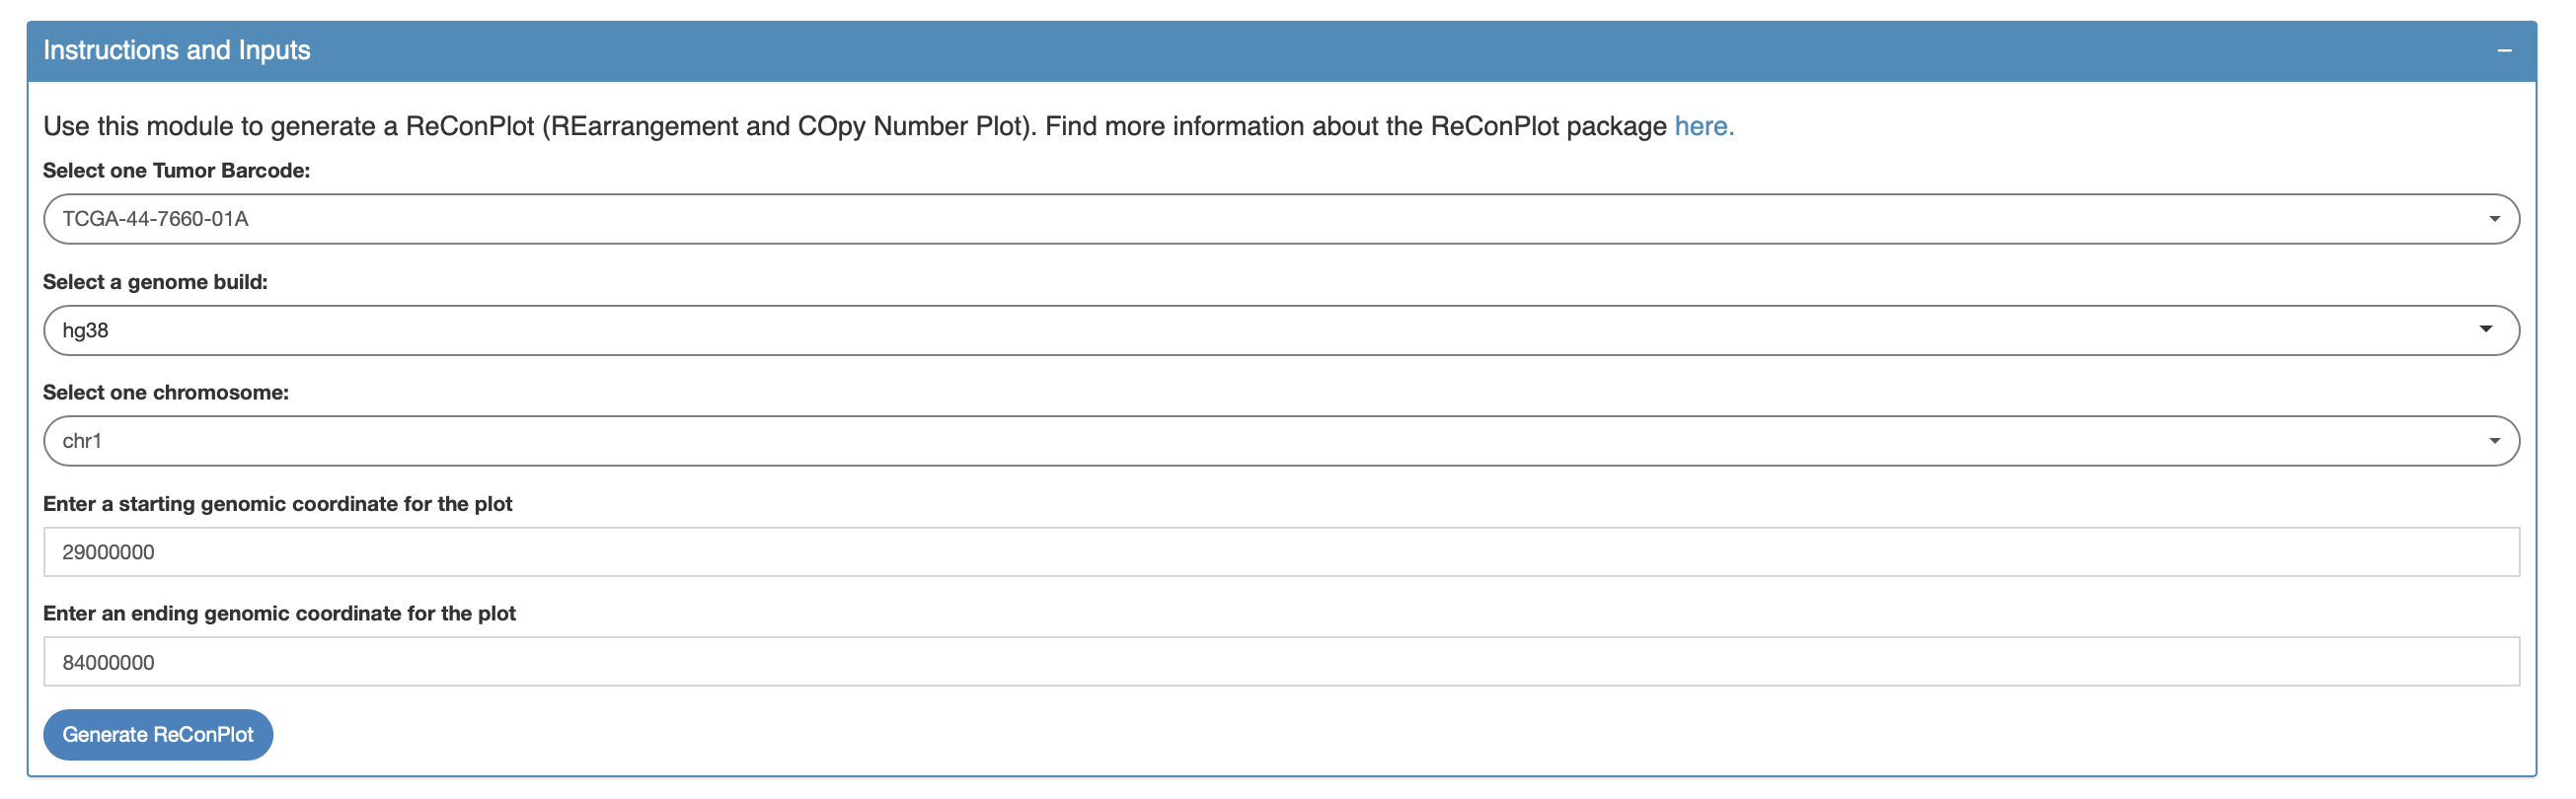 Instructions and Inputs
Use this module to generate a ReConPlot (REarrangement and COpy Number Plot). Find more information about the ReConPlot package here.
Select one Tumor Barcode:
TCGA-44-7660-01A
Select a genome build:
hg38
Select one chromosome:
chr1
Enter a starting genomic coordinate for the plot
29000000
Enter an ending genomic coordinate for the plot
84000000
Generate ReConPlot